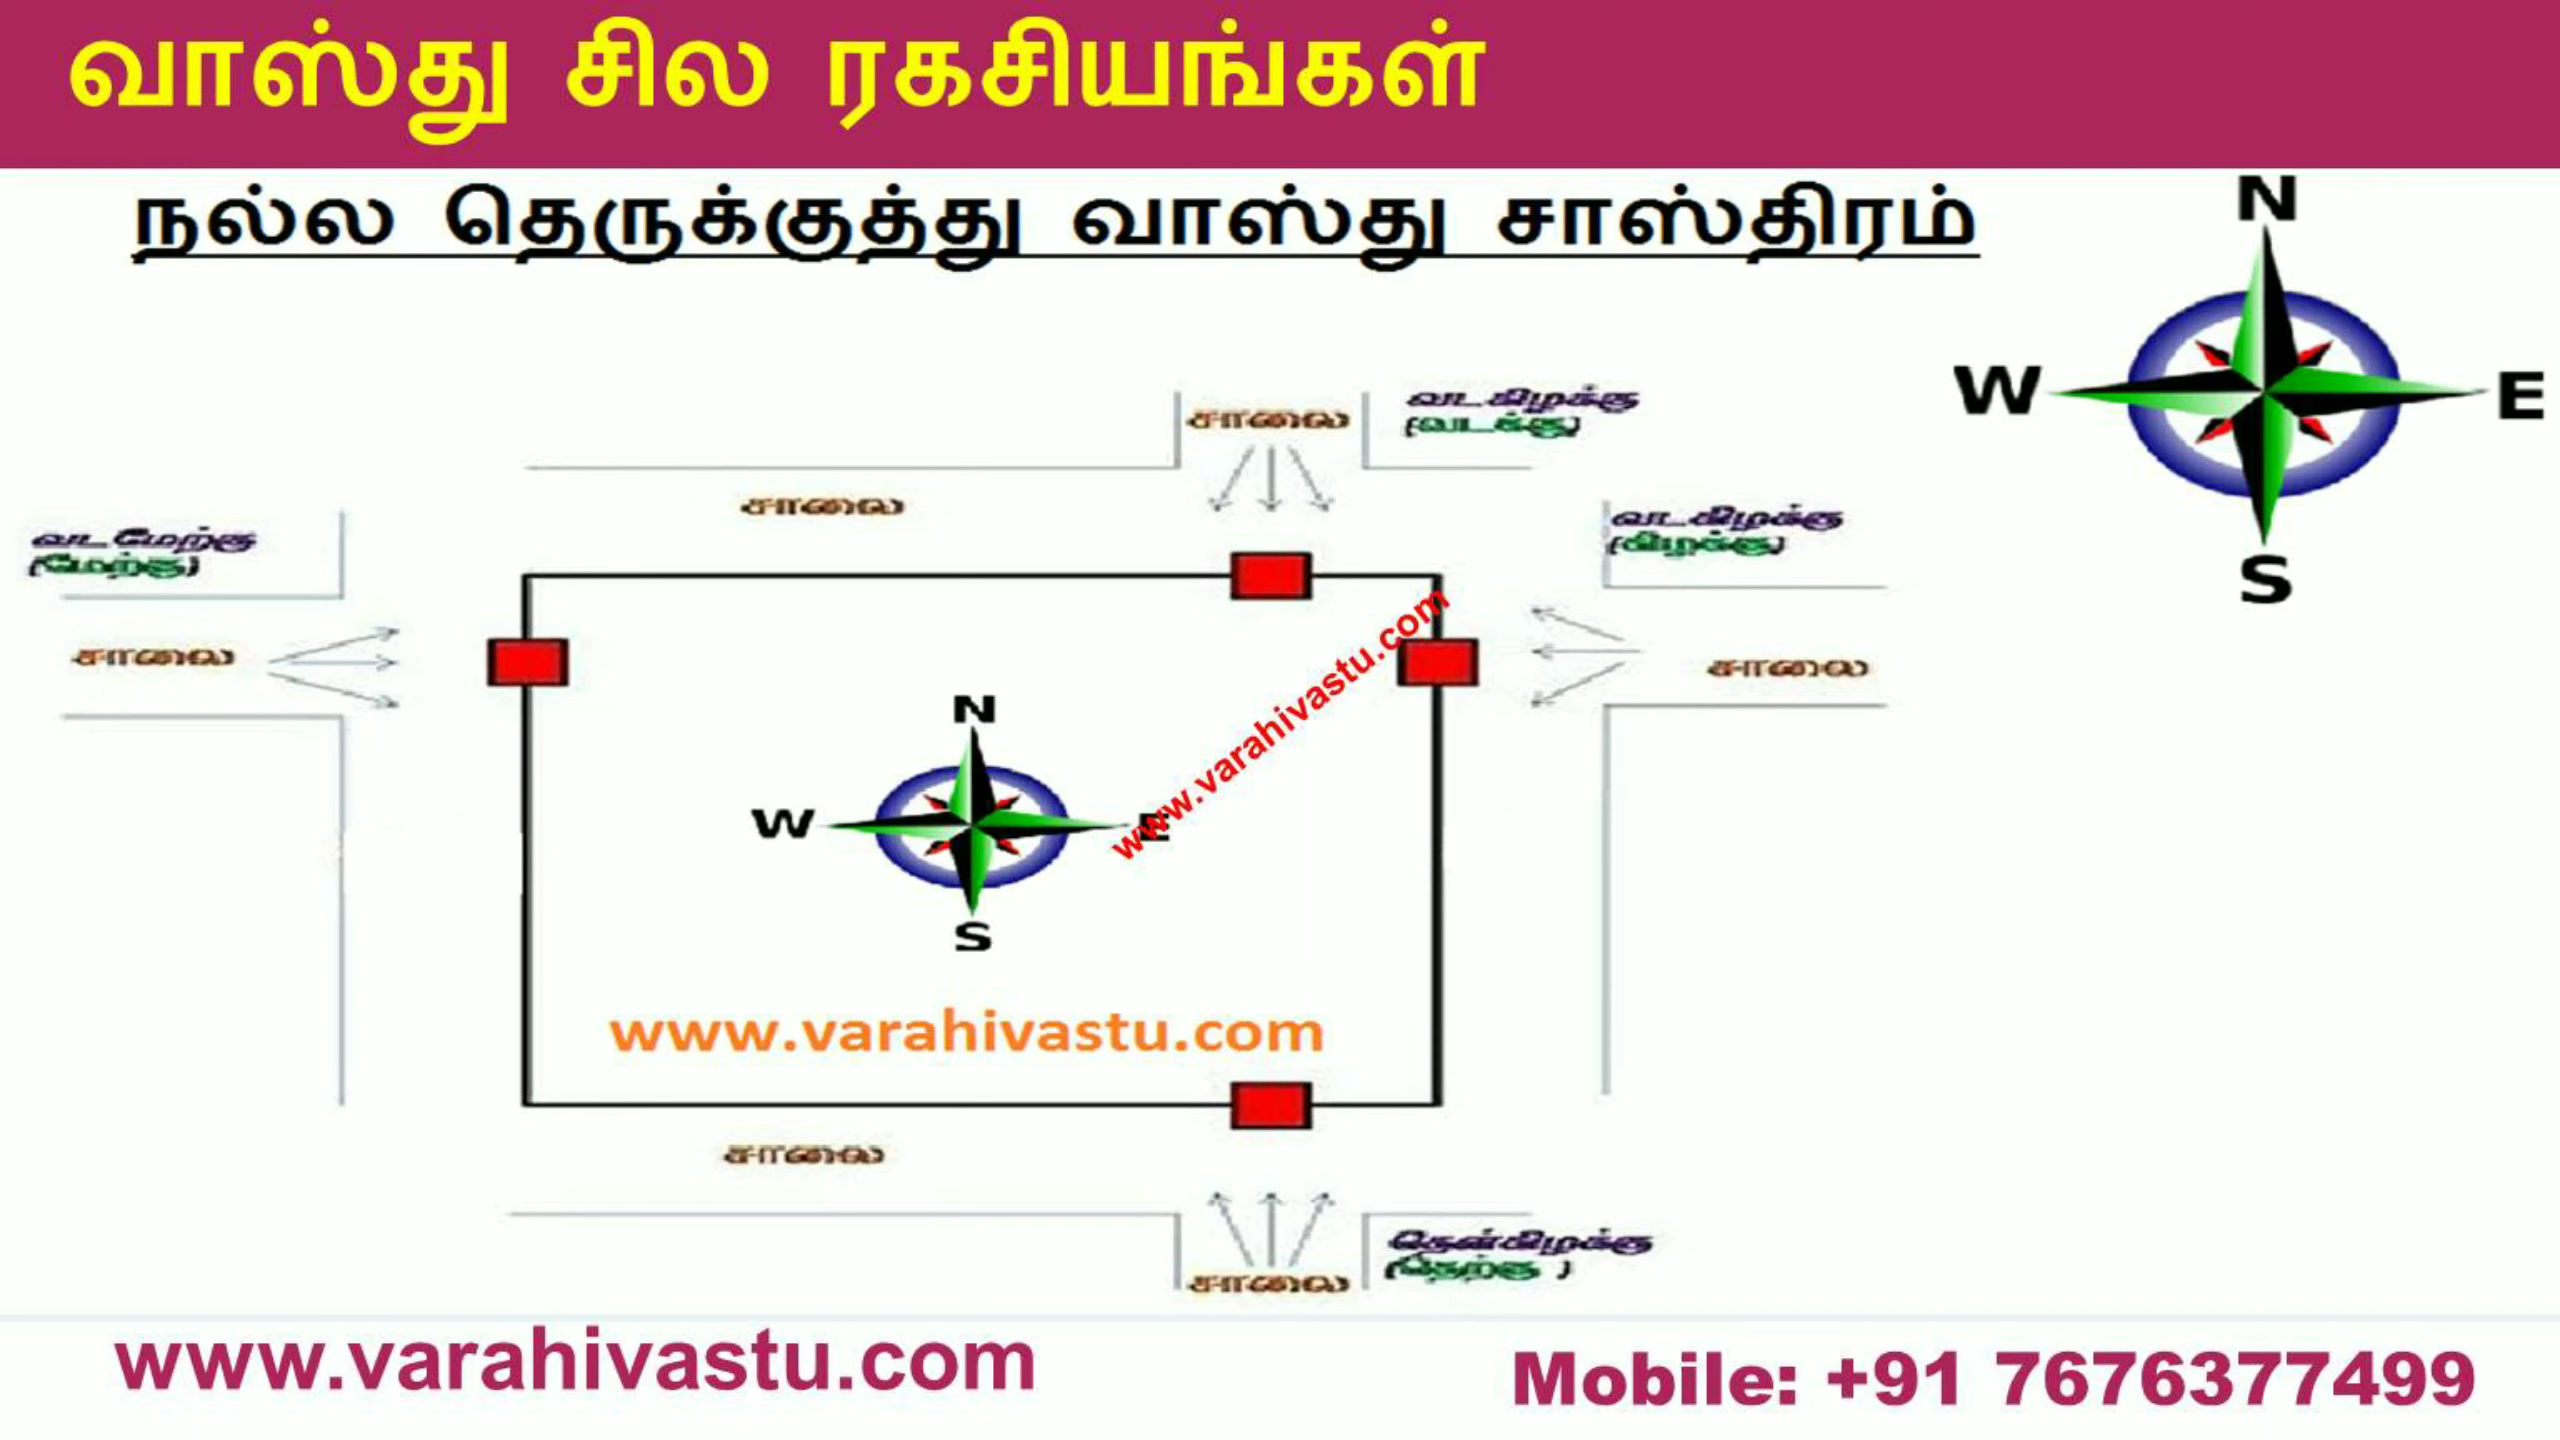 வாஸ்து சில ரகசியங்கள்
நல்ல தெருக்குத்து வாஸ்து சாஸ்திரம்
N
W
E
S
சாலை
வடகிழக்கு
(வடக்கு)
சாலை
வடமேற்கு
(மேற்கு)
வடகிழக்கு
(கிழக்கு)
சாலை
சாலை
www.varahivastu.com
N
W
E
S
www.varahivastu.com
சாலை
சாலை
தென்கிழக்கு
(தெற்கு)
www.varahivastu.com
Mobile: +91 7676377499